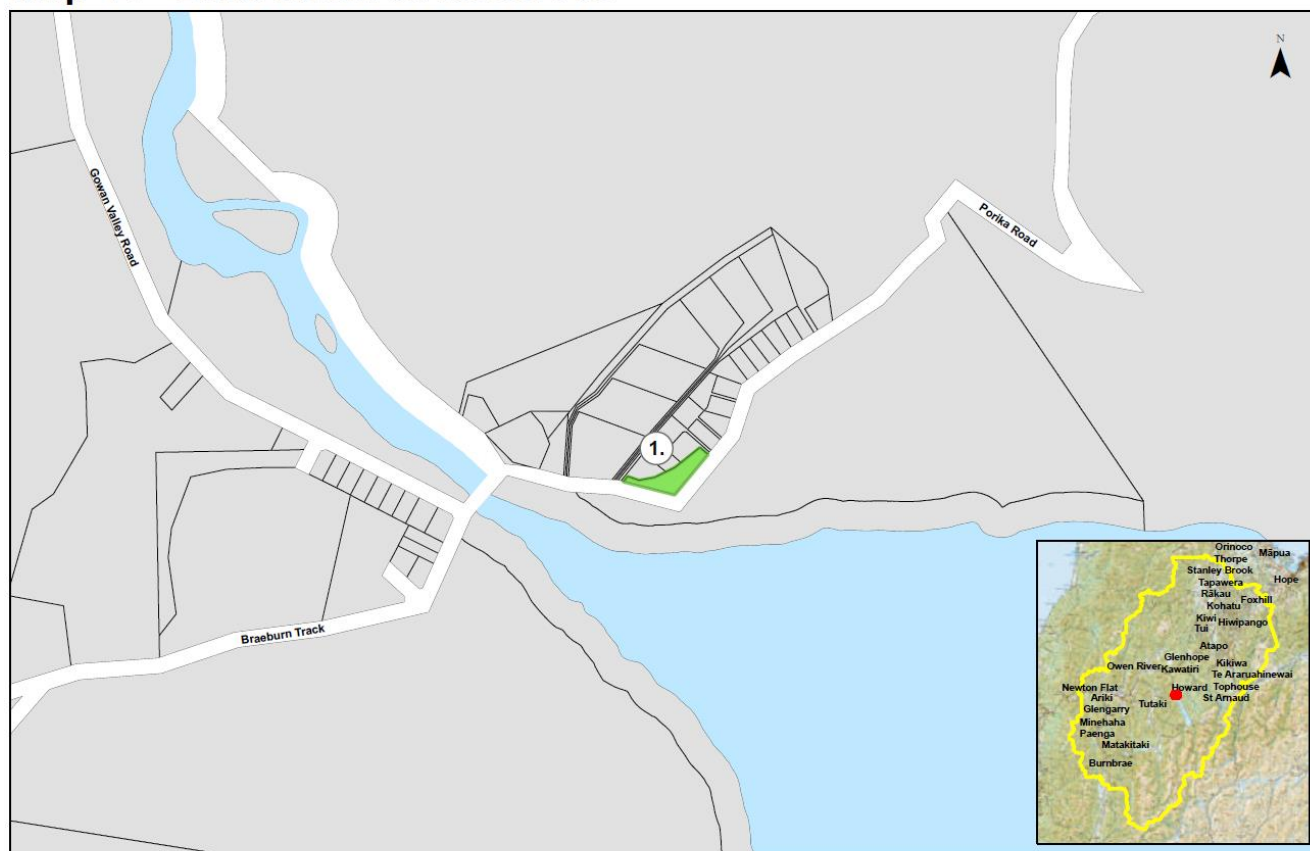 N
Gowan Valley Road
Porika Road
1.
Braeburn Track
Orinoco
Māpua
Thorpe
Stanley Brook
Hope
Tapawera
Rākau
Foxhill
Kohatu
Kiwi
Hiwipango
Tui
Atapo
Glenhope
Kikiwa
Owen River
Kawatiri
Te Araruahinewai
Newton Flat
Howard
Tophouse
Ariki
St Arnaud
Tutaki
Glengarry
Minehaha
Paenga
Matakitaki
Burnbrae